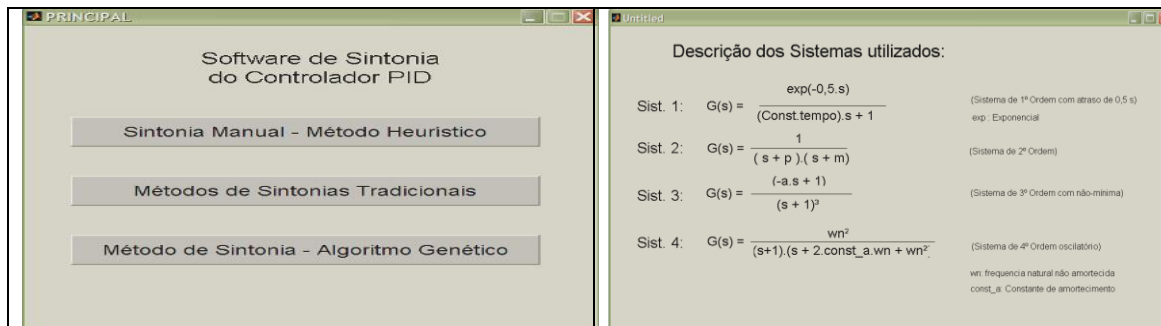 PRINCIPAL
Software de Sintonia
do Controlador PID
Sintonia Manual - Método Heurístico
Métodos de Sintonias Tradicionais
Método de Sintonia - Algoritmo Genético
Untitled
Descrição dos Sistemas utilizados:
Sist. 1: G(s) = exp(-0,5.s)
(Const.tempo).s + 1
(Sistema de 1º Ordem com atraso de 0,5 s)
exp : Exponencial
Sist. 2: G(s) = 1
( s + p ).( s + m)
(Sistema de 2º Ordem)
Sist. 3: G(s) = (-a.s + 1)
(s + 1)³
(Sistema de 3º Ordem com não-mínima)
Sist. 4: G(s) = wn²
(s+1).(s + 2.const_a.wn + wn²)
(Sistema de 4º Ordem oscilatório)
wn: frequencia natural não amortecida
const_a: Constante de amortecimento